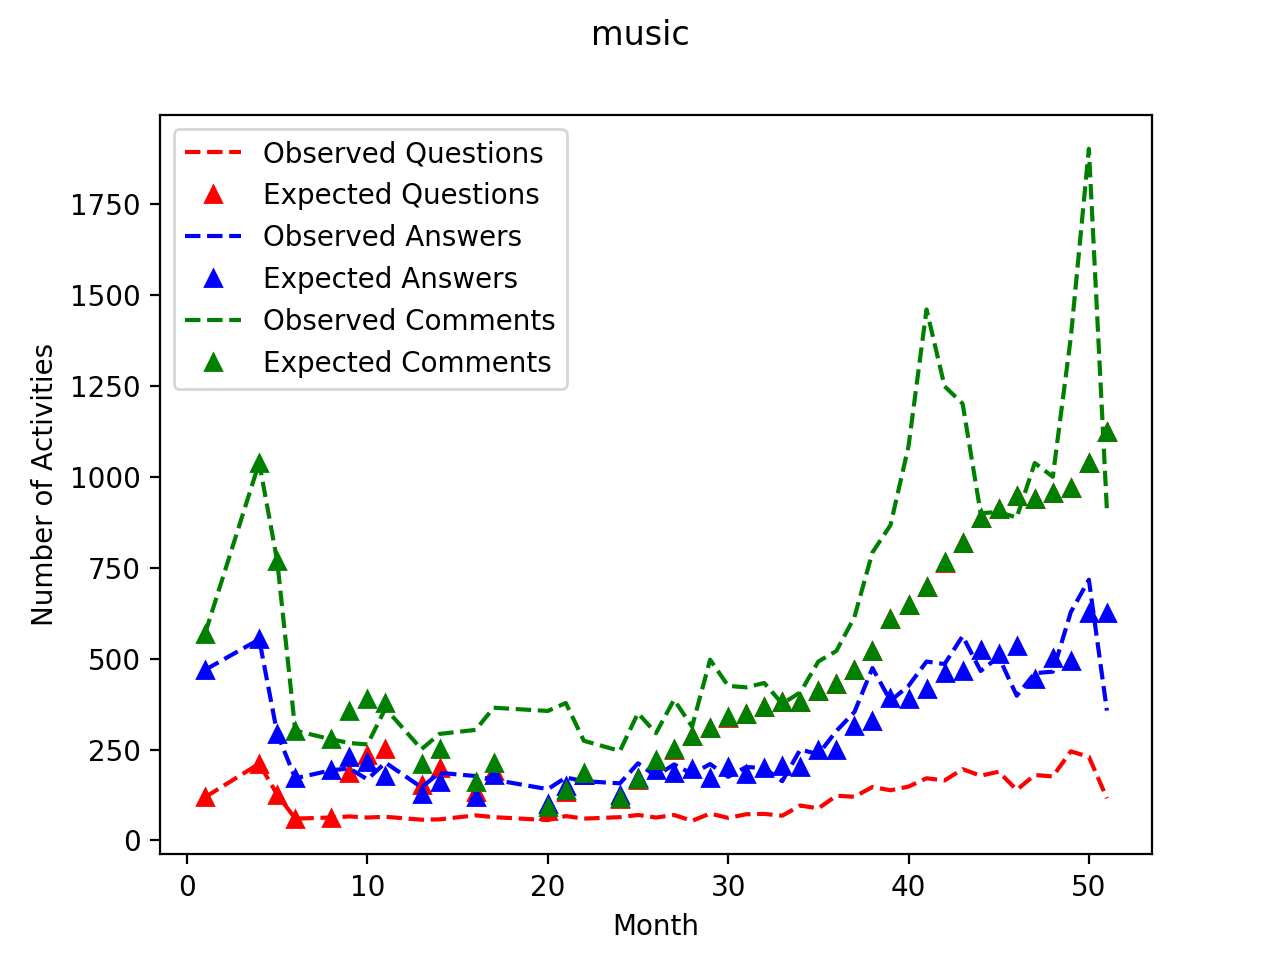 music
Observed Questions
Expected Questions
Observed Answers
Expected Answers
Observed Comments
Expected Comments
Number of Activities
1750
1500
1250
1000
750
500
250
0
0 10 20 30 40 50
Month